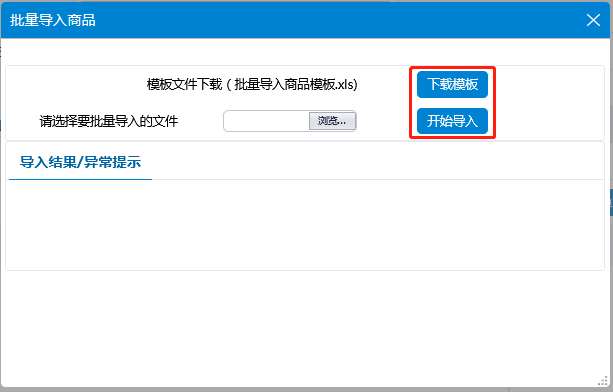 批量导入商品
模板文件下载（批量导入商品模板.xls)
下载模板
请选择要批量导入的文件
浏览...
开始导入
导入结果/异常提示